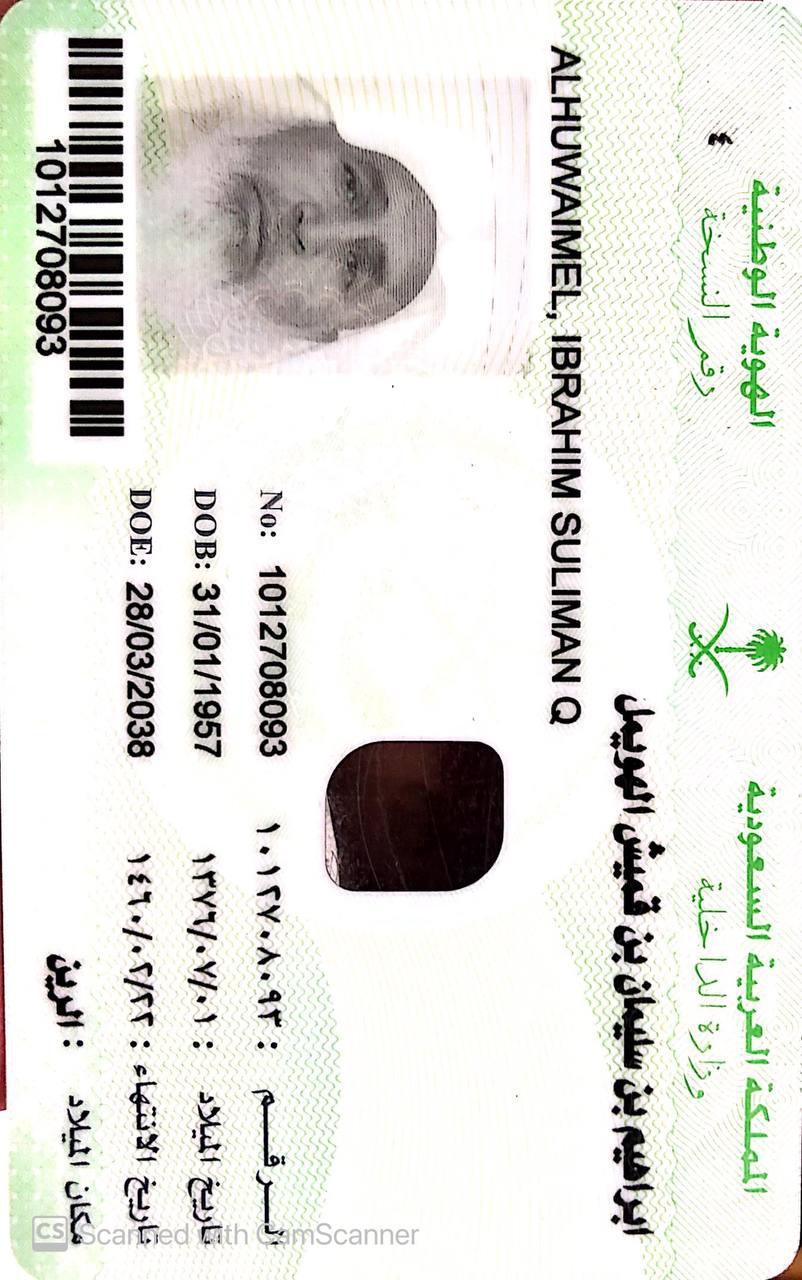 المملكة العربية السعودية
وزارة الداخلية
الهوية الوطنية
رقم النسخة ٤
ابراهيم بن سليمان بن قميش الهويمل
ALHUWAIMEL, IBRAHIM SULIMAN Q
الرقم : ١٠١٢٧٠٨٠٩٣ No: 1012708093
تاريخ الميلاد : ١٣٧٦/٠٧/٠١ DOB: 31/01/1957
تاريخ الانتهاء : ١٤٦٠/٠٢/٢٢ DOE: 28/03/2038
مكان الميلاد : الرين
1012708093
CS Scanned with CamScanner